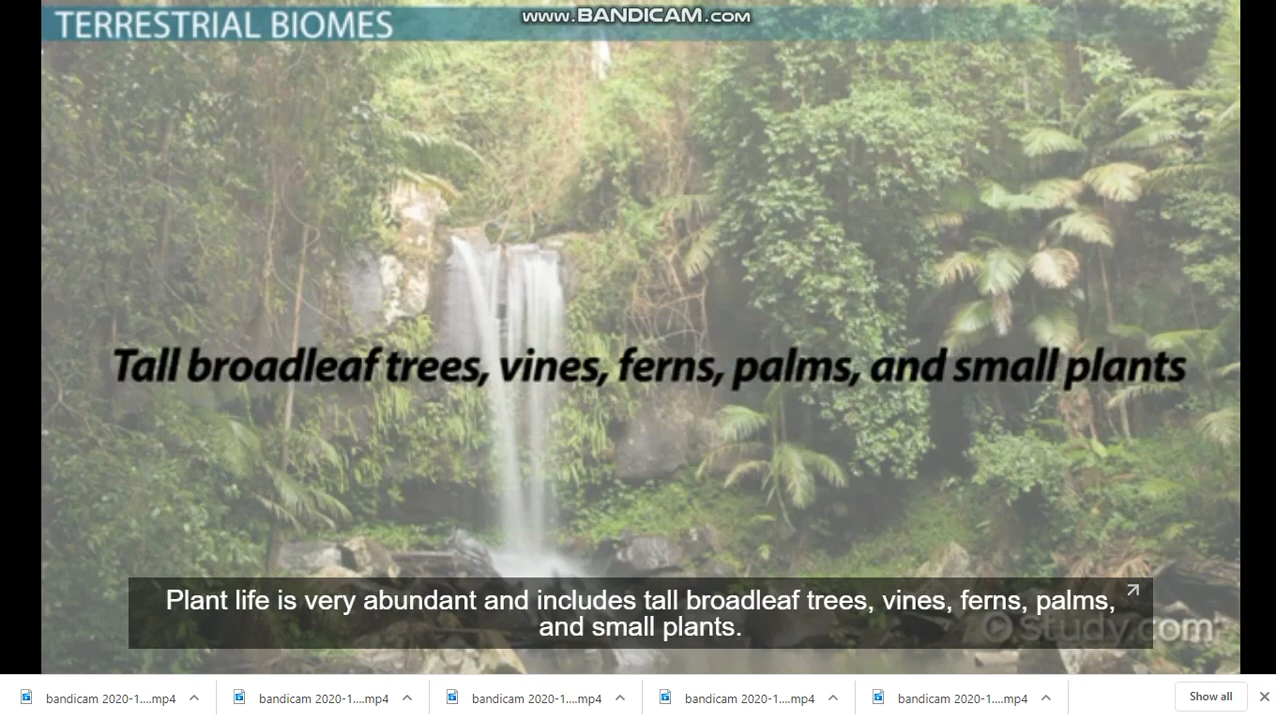 TERRESTRIAL BIOMES
www.BANDICAM.com
Tall broadleaf trees, vines, ferns, palms, and small plants
Plant life is very abundant and includes tall broadleaf trees, vines, ferns, palms,
and small plants.
© Study.com
bandicam 2020-1....mp4
bandicam 2020-1....mp4
bandicam 2020-1....mp4
bandicam 2020-1....mp4
bandicam 2020-1....mp4
Show all